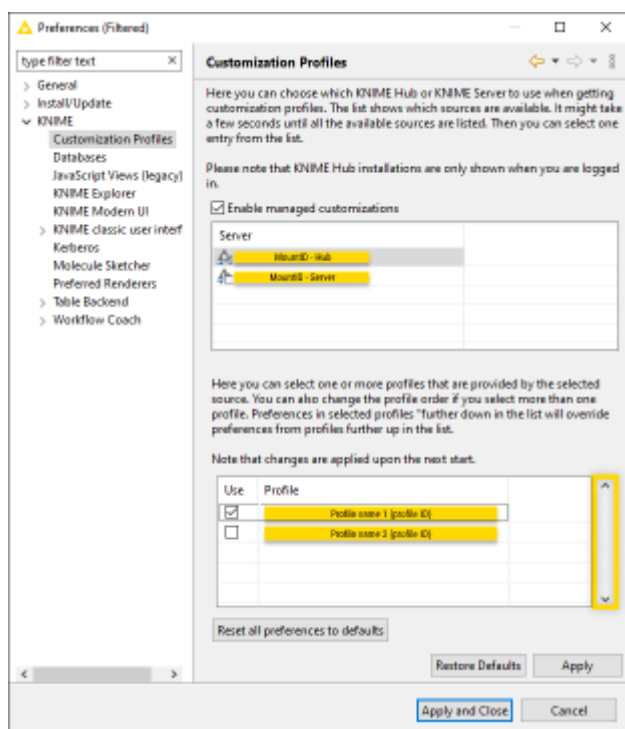 Preferences (Filtered)
type filter text
General
Install/Update
KNIME
Customization Profiles
Databases
JavaScript Views (legacy)
KNIME Explorer
KNIME Modern UI
KNIME classic user interf
Kerberos
Molecule Sketcher
Preferred Renderers
Table Backend
Workflow Coach
Customization Profiles
Here you can choose which KNIME Hub or KNIME Server to use when getting
customization profiles. The list shows which sources are available. It might take
a few seconds until all the available sources are listed. Then you can select one
entry from the list.
Please note that KNIME Hub installations are only shown when you are logged
in.
Enable managed customizations
Server
MountID - Hub
MountID - Server
Here you can select one or more profiles that are provided by the selected
source. You can also change the profile order if you select more than one
profile. Preferences in selected profiles "further down in the list will override
preferences from profiles further up in the list.
Note that changes are applied upon the next start.
Use Profile
Profile name 1 (profile ID)
Profile name 2 (profile ID)
Reset all preferences to defaults
Restore Defaults Apply
Apply and Close Cancel